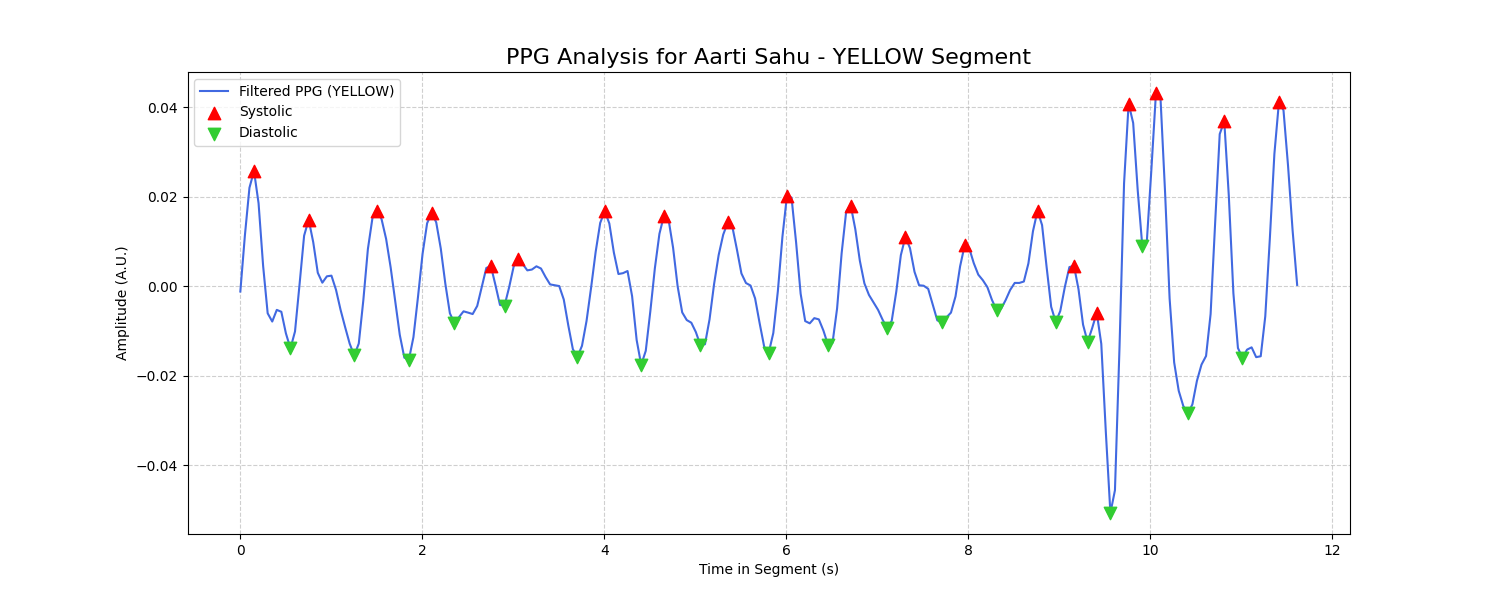 PPG Analysis for Aarti Sahu - YELLOW Segment
Filtered PPG (YELLOW)
Systolic
Diastolic
Amplitude (A.U.)
0.04
0.02
0.00
−0.02
−0.04
0 2 4 6 8 10 12
Time in Segment (s)